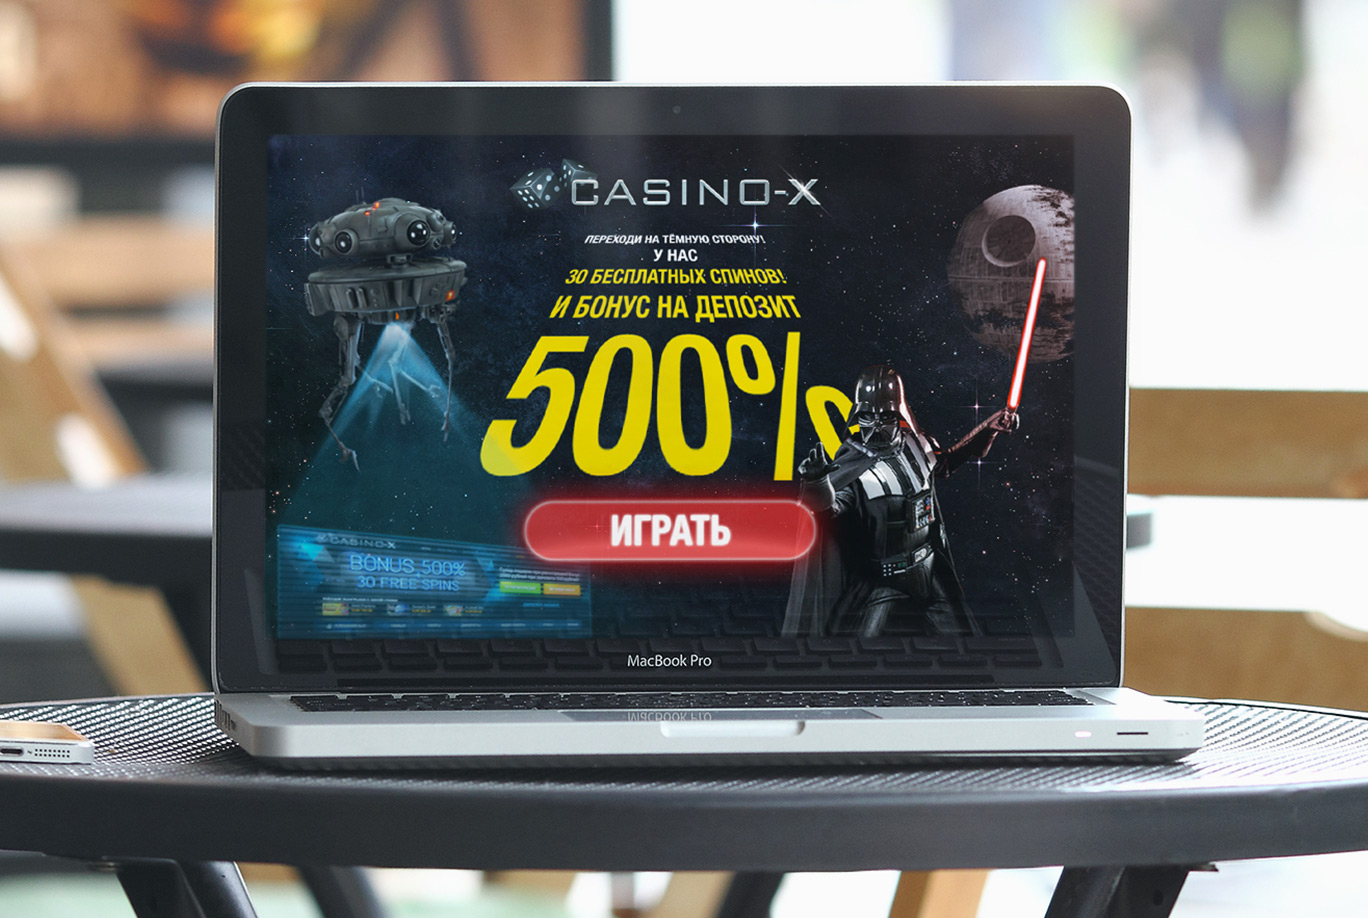 CASINO-X
ПЕРЕХОДИ НА ТЁМНУЮ СТОРОНУ!
У НАС
30 БЕСПЛАТНЫХ СПИНОВ!
И БОНУС НА ДЕПОЗИТ
500%
ИГРАТЬ
CASINO-X
BONUS 500%
30 FREE SPINS
MacBook Pro